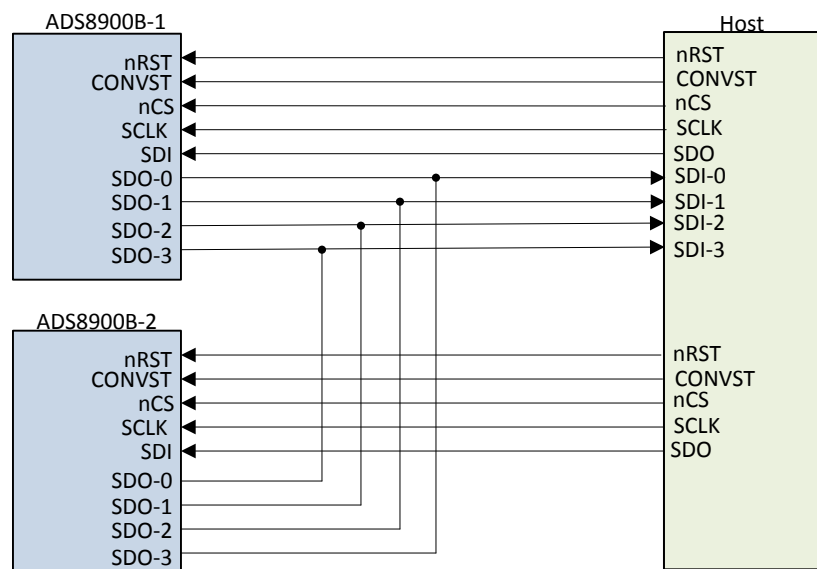 ADS8900B-1
Host
nRST
CONVST
nCS
SCLK
SDI
SDO-0
SDO-1
SDO-2
SDO-3
nRST
CONVST
nCS
SCLK
SDO
SDI-0
SDI-1
SDI-2
SDI-3
ADS8900B-2
nRST
CONVST
nCS
SCLK
SDI
SDO-0
SDO-1
SDO-2
SDO-3
nRST
CONVST
nCS
SCLK
SDO